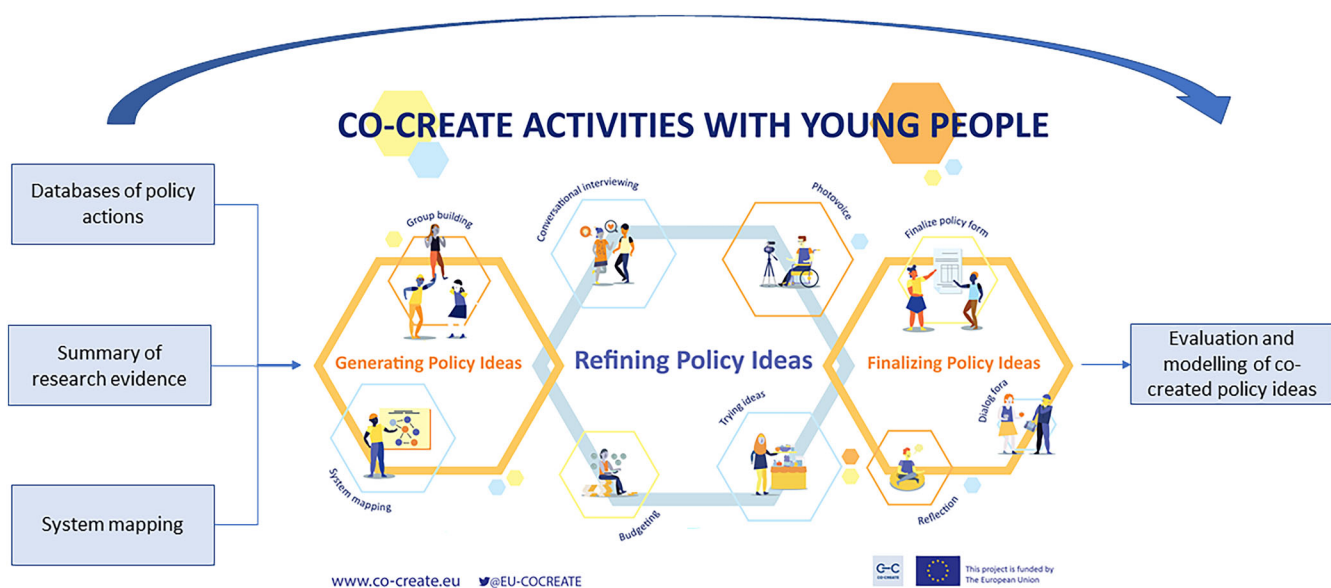 CO-CREATE ACTIVITIES WITH YOUNG PEOPLE
Databases of policy
actions
Summary of
research evidence
System mapping
Group building
Generating Policy Ideas
System mapping
Conversational interviewing
Photovoice
Refining Policy Ideas
Budgeting
Trying ideas
Finalize policy form
Finalizing Policy Ideas
Dialog fora
Reflection
Evaluation and
modelling of co-
created policy ideas
www.co-create.eu @EU-COCREATE
C-C
CO-CREATE
This project is funded by
The European Union